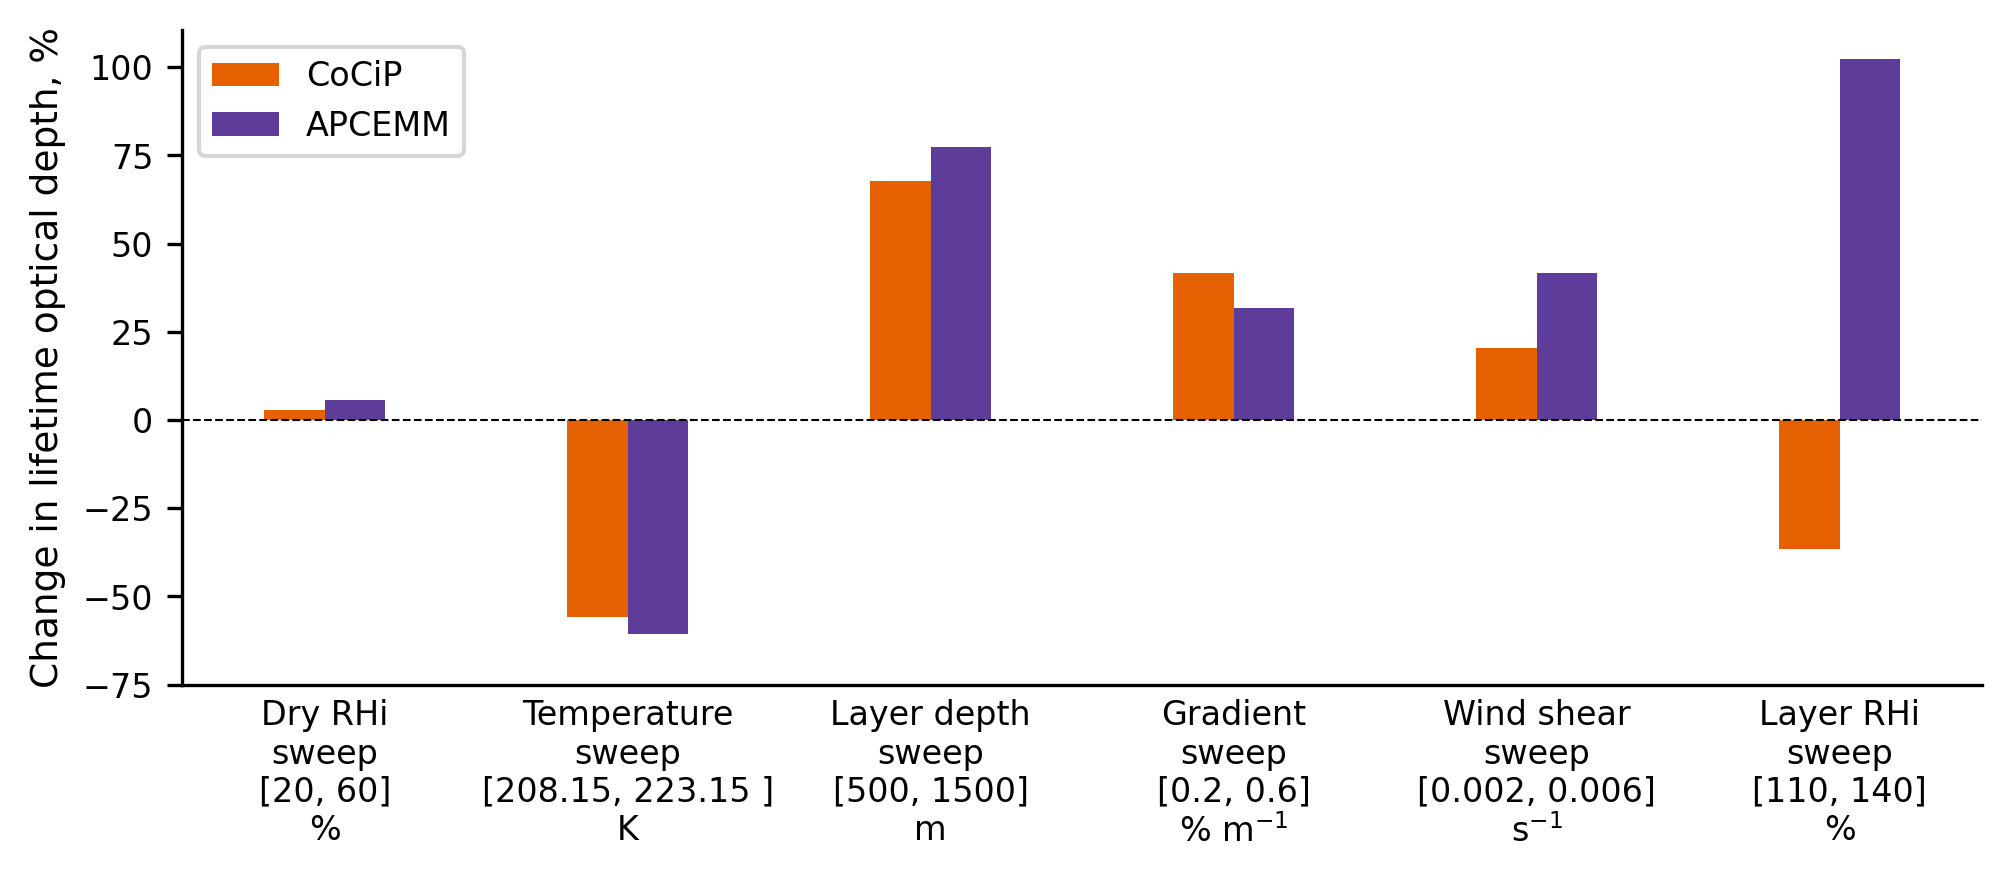 Change in lifetime optical depth, %
100
75
50
25
0
−25
−50
−75
CoCiP
APCEMM
Dry RHi
sweep
[20, 60]
%
Temperature
sweep
[208.15, 223.15 ]
K
Layer depth
sweep
[500, 1500]
m
Gradient
sweep
[0.2, 0.6]
% m⁻¹
Wind shear
sweep
[0.002, 0.006]
s⁻¹
Layer RHi
sweep
[110, 140]
%